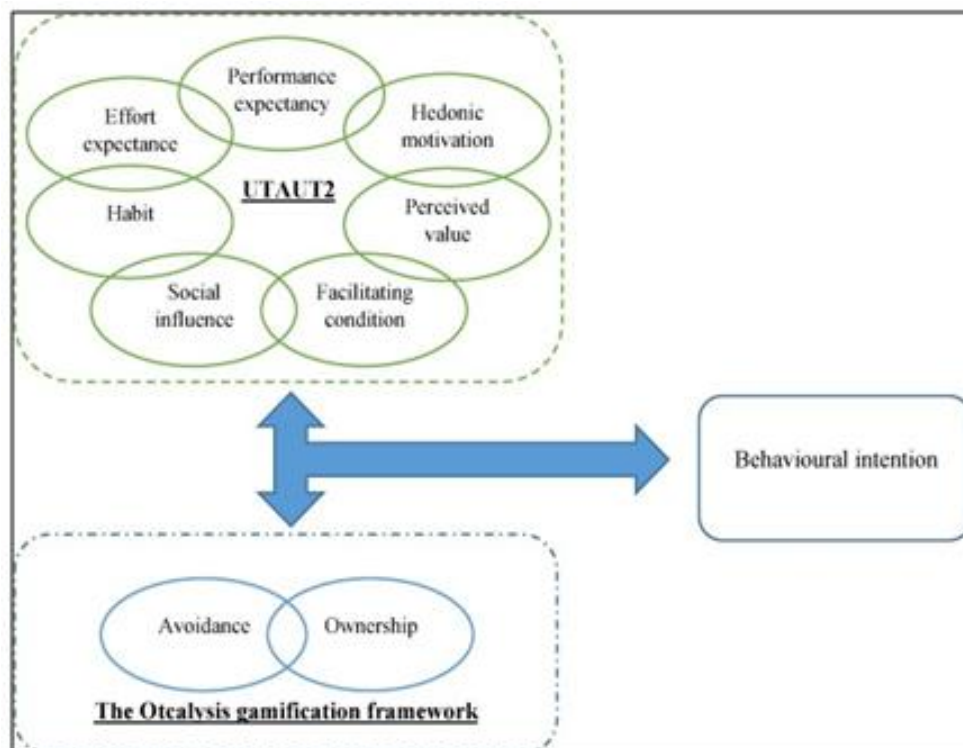 Performance
expectancy
Effort
expectance
Hedonic
motivation
UTAUT2
Habit
Perceived
value
Social
influence
Facilitating
condition
Behavioural intention
Avoidance
Ownership
The Otcalysis gamification framework